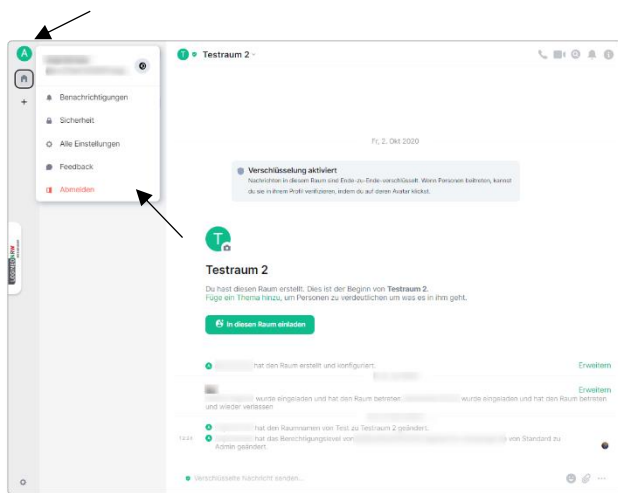 A
Benachrichtigungen
Sicherheit
Alle Einstellungen
Feedback
Abmelden
LOGINEO NRW
T Testraum 2
Fr, 2. Okt 2020
Verschlüsselung aktiviert
Nachrichten in diesem Raum sind Ende-zu-Ende-verschlüsselt. Wenn Personen beitreten, kannst
du sie in ihrem Profil verifizieren, indem du auf deren Avatar klickst.
T
Testraum 2
Du hast diesen Raum erstellt. Dies ist der Beginn von Testraum 2.
Füge ein Thema hinzu, um Personen zu verdeutlichen um was es in ihm geht.
In diesen Raum einladen
A hat den Raum erstellt und konfiguriert. Erweitern
Erweitern
wurde eingeladen und hat den Raum betreten wurde eingeladen und hat den Raum betreten
und wieder verlassen
A hat den Raumnamen von Test zu Testraum 2 geändert.
A hat das Berechtigungslevel von von Standard zu
Admin geändert.
Verschlüsselte Nachricht senden...